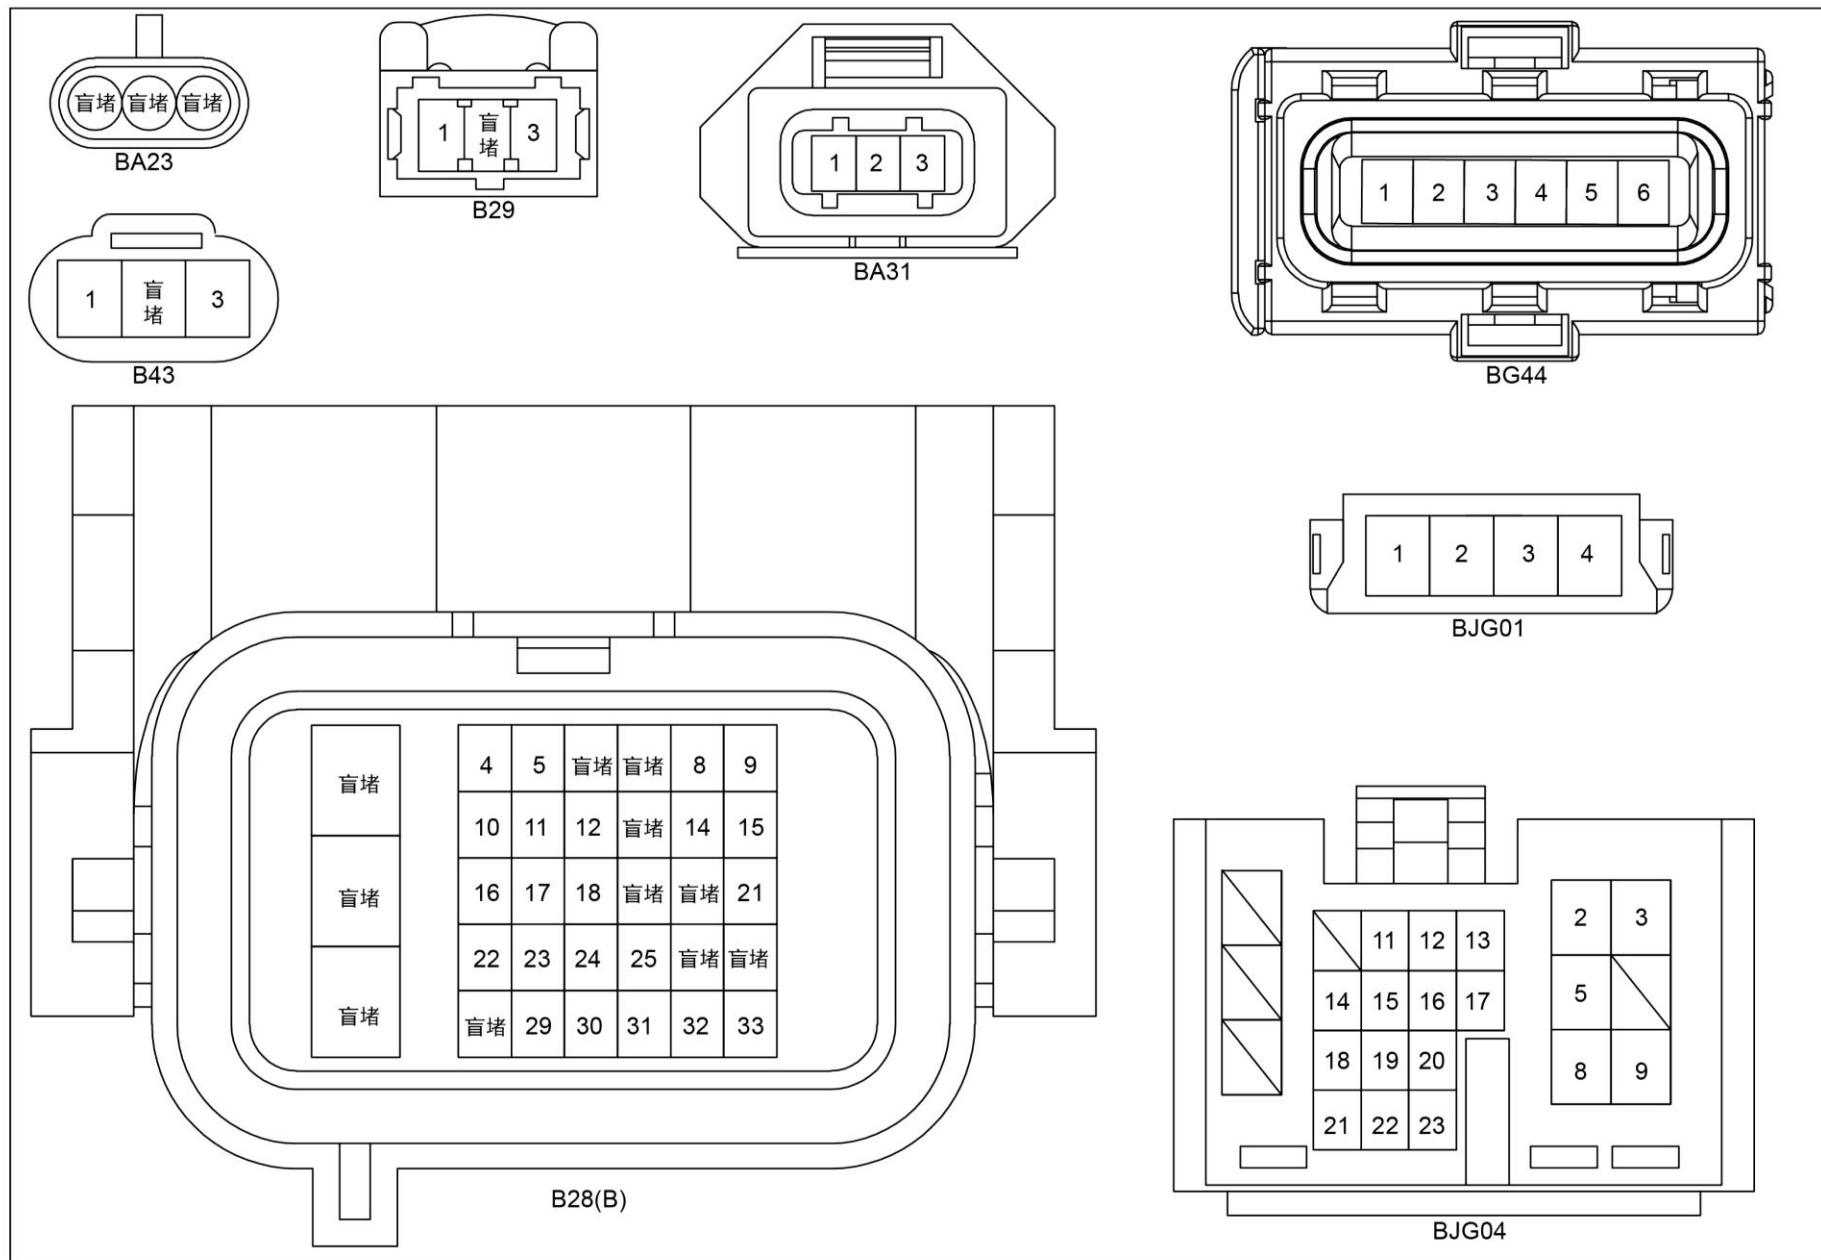 盲堵 盲堵 盲堵
BA23
1 盲堵 3
B29
1 2 3
BA31
1 2 3 4 5 6
BG44
1 盲堵 3
B43
1 2 3 4
BJG01
盲堵
盲堵
盲堵
4 5 盲堵 盲堵 8 9
10 11 12 盲堵 14 15
16 17 18 盲堵 盲堵 21
22 23 24 25 盲堵 盲堵
盲堵 29 30 31 32 33
B28(B)
11 12 13
14 15 16 17
18 19 20
21 22 23
2 3
5
8 9
BJG04